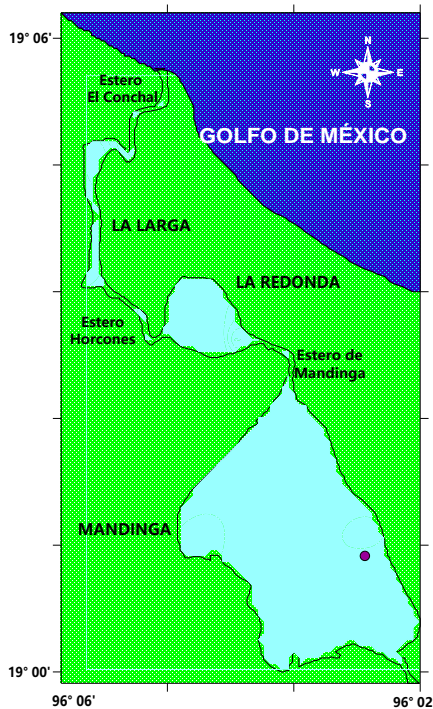 19° 06'
N
W E
S
Estero
El Conchal
GOLFO DE MÉXICO
LA LARGA
LA REDONDA
Estero
Horcones
Estero de
Mandinga
MANDINGA
19° 00'
96° 06'
96° 02